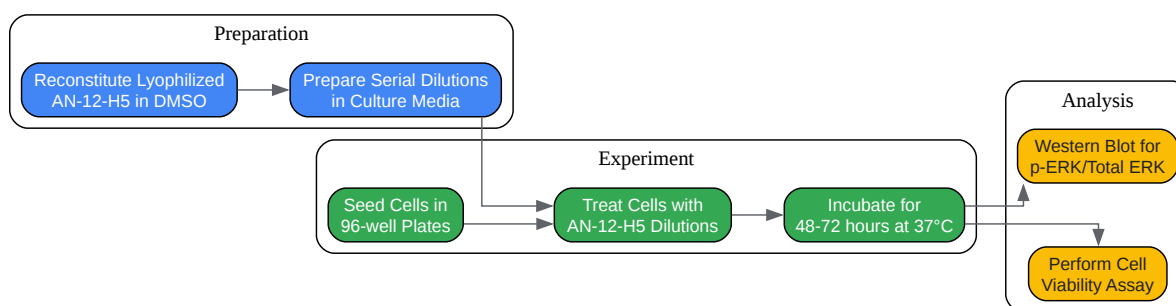 Preparation
Reconstitute Lyophilized
AN-12-H5 in DMSO
Prepare Serial Dilutions
in Culture Media
Experiment
Seed Cells in
96-well Plates
Treat Cells with
AN-12-H5 Dilutions
Incubate for
48-72 hours at 37°C
Analysis
Western Blot for
p-ERK/Total ERK
Perform Cell
Viability Assay